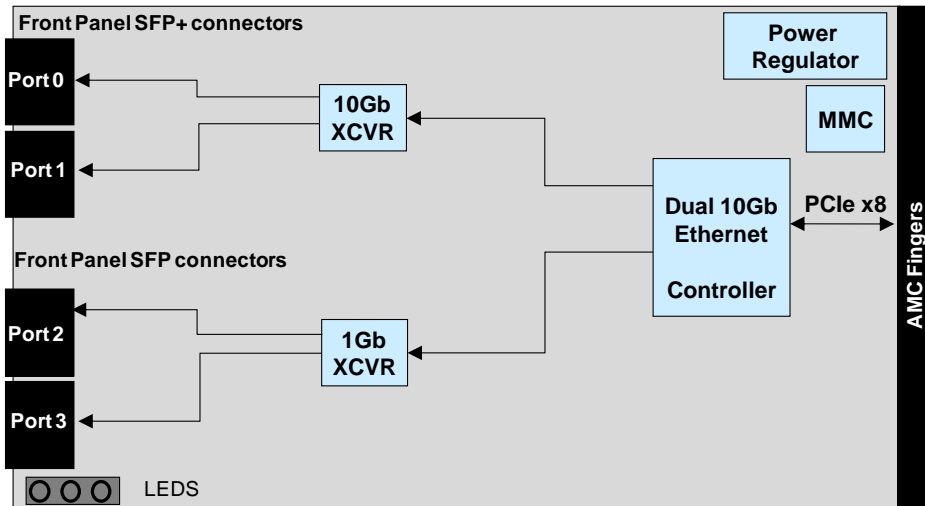 Front Panel SFP+ connectors
Port 0
Port 1
10Gb
XCVR
Power
Regulator
MMC
Dual 10Gb
Ethernet
Controller
PCIe x8
AMC Fingers
Front Panel SFP connectors
Port 2
Port 3
1Gb
XCVR
LEDS